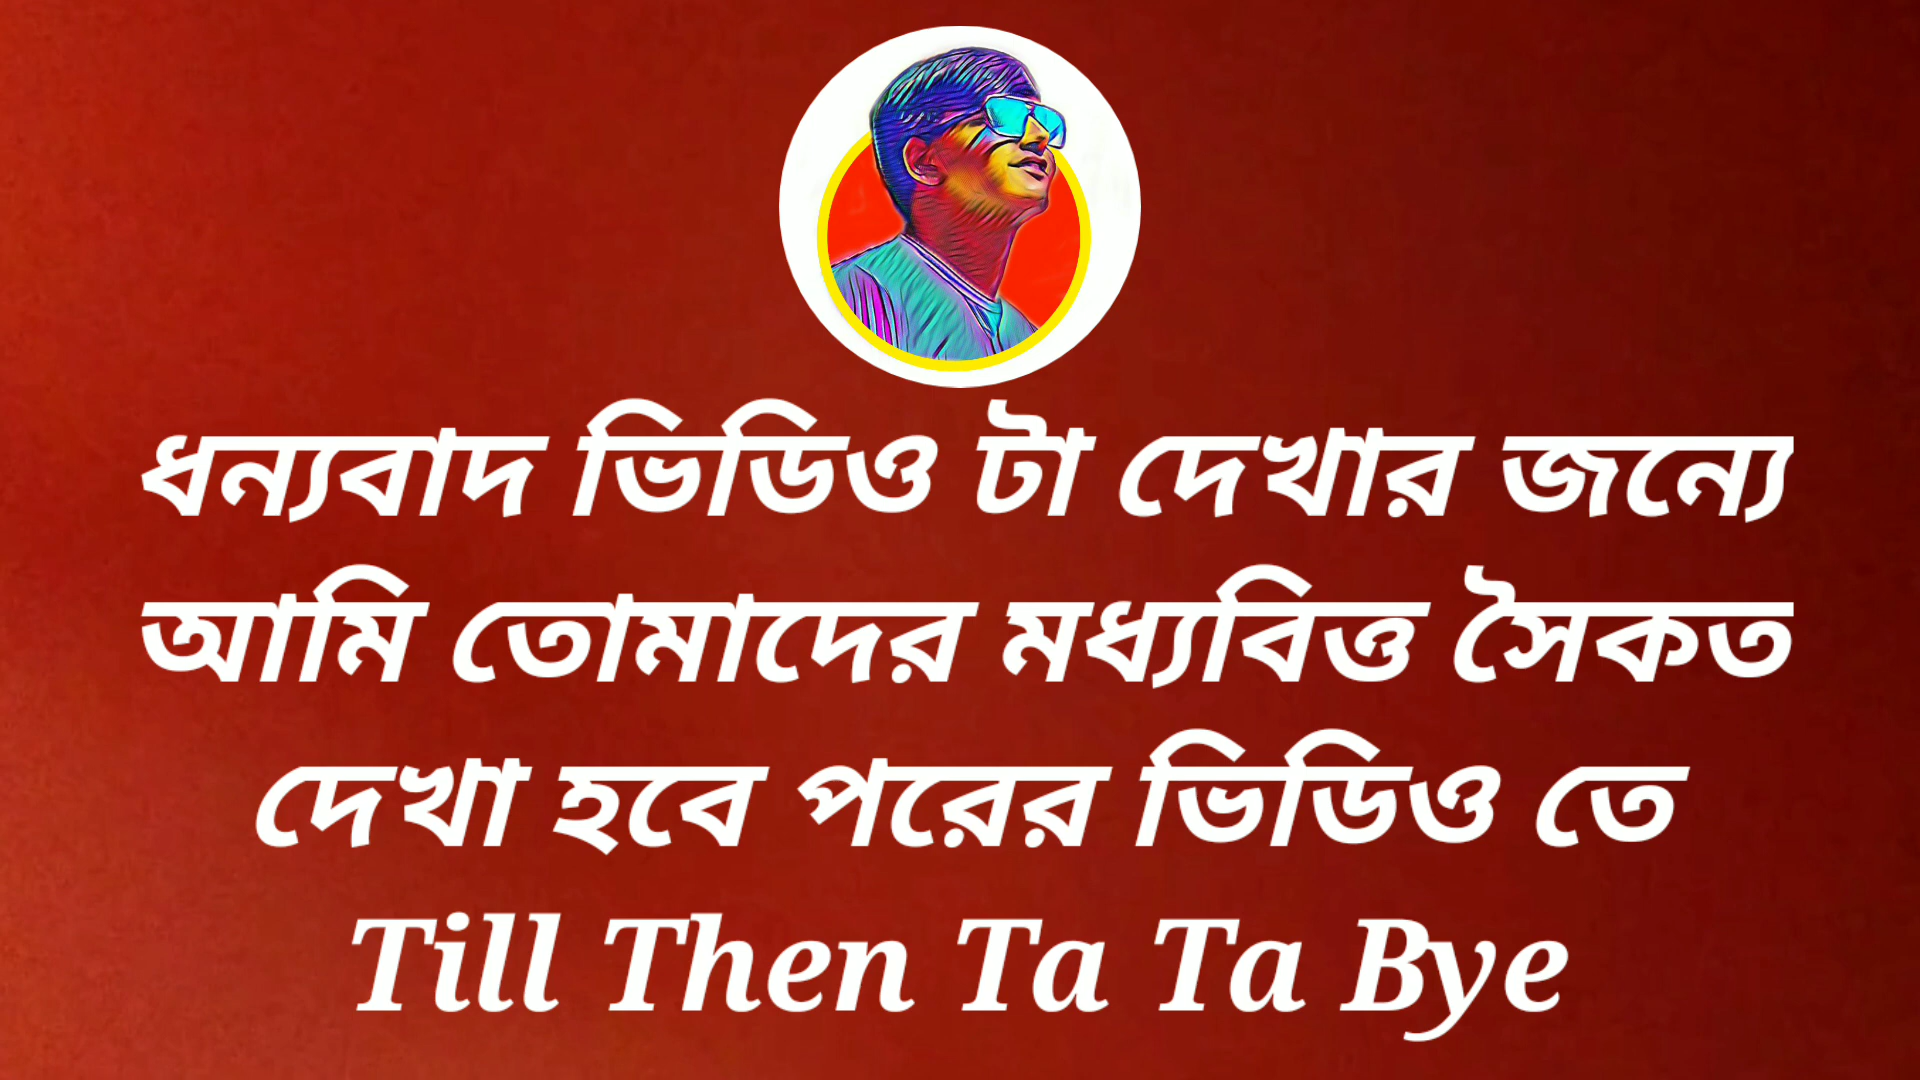 ধন্যবাদ ভিডিও টা দেখার জন্যে
আমি তোমাদের মধ্যবিত্ত সৈকত
দেখা হবে পরের ভিডিও তে
Till Then Ta Ta Bye